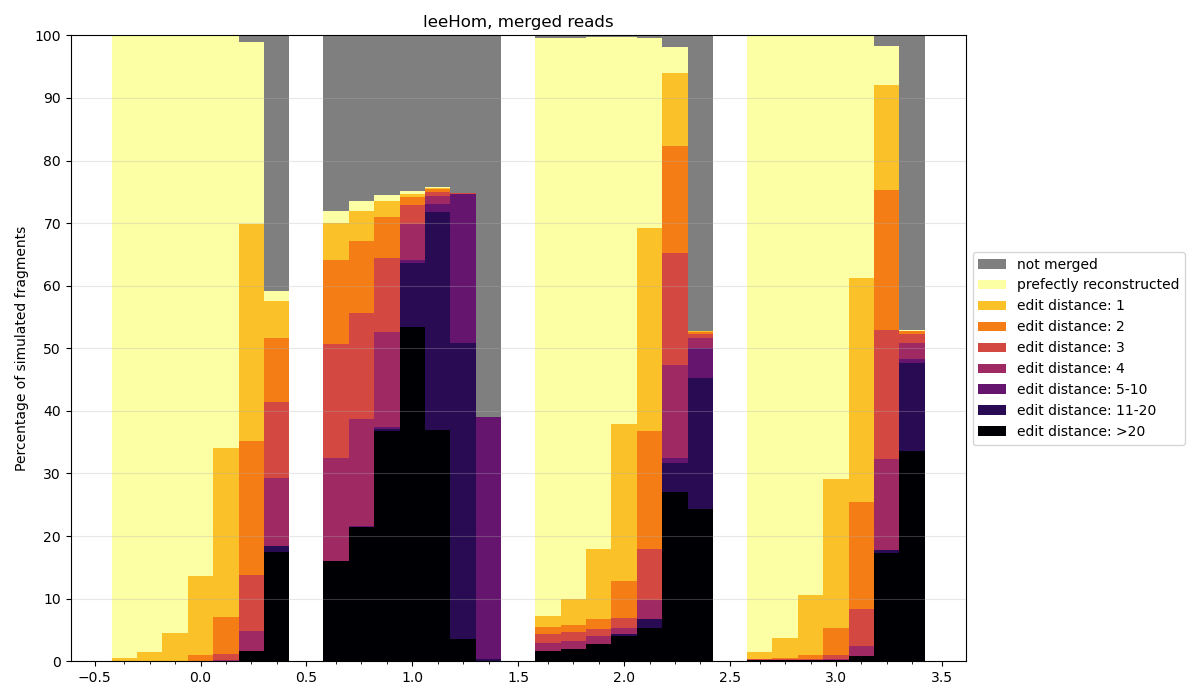 leeHom, merged reads
100
90
80
70
60
50
40
30
20
10
0
Percentage of simulated fragments
−0.5 0.0 0.5 1.0 1.5 2.0 2.5 3.0 3.5
not merged
prefectly reconstructed
edit distance: 1
edit distance: 2
edit distance: 3
edit distance: 4
edit distance: 5-10
edit distance: 11-20
edit distance: >20